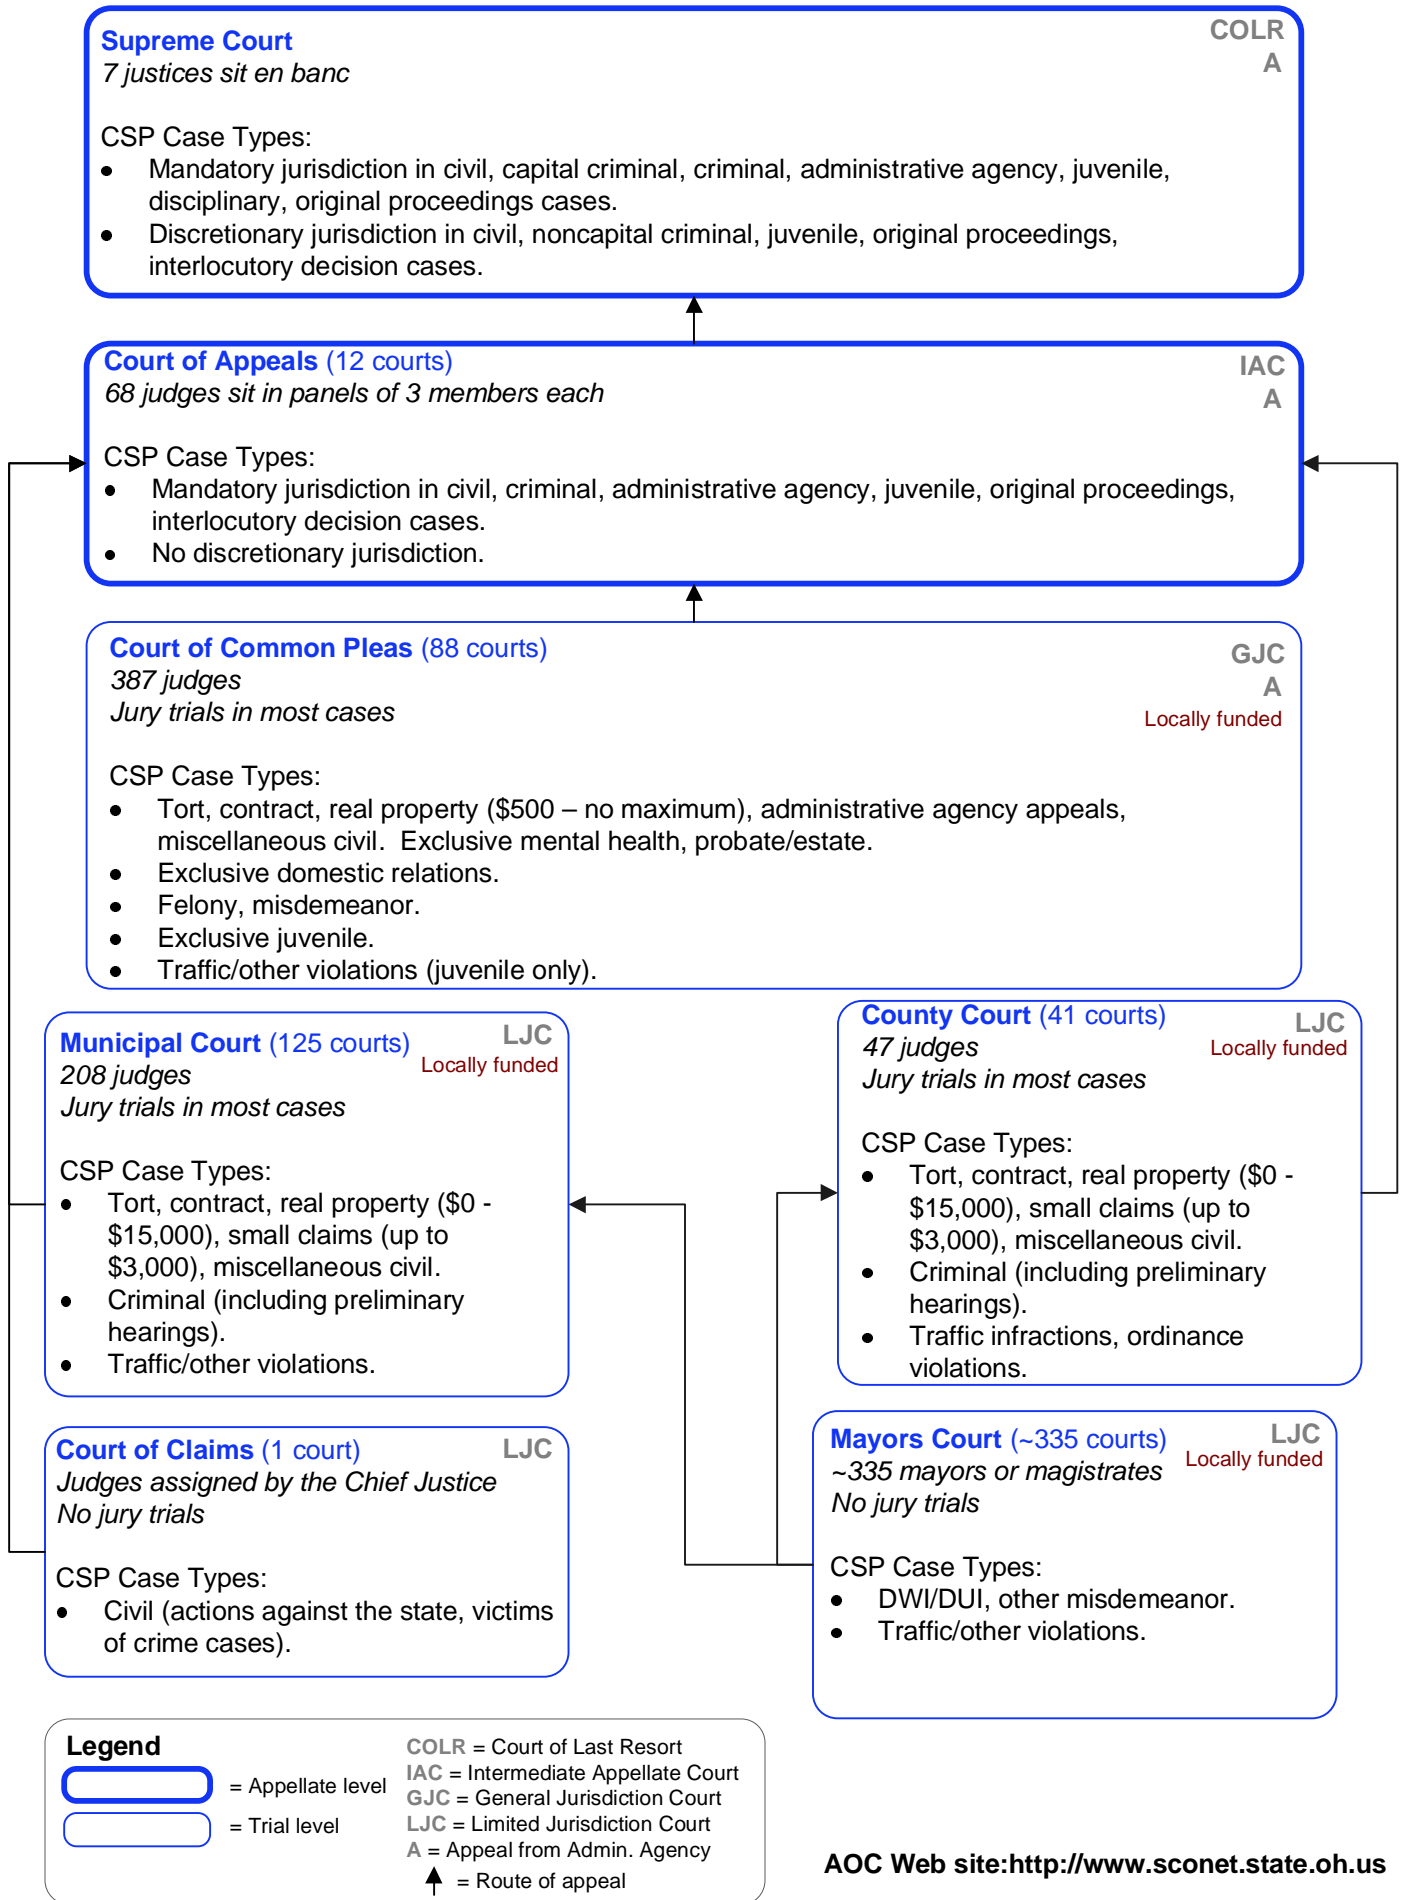 Supreme Court
COLR
7 justices sit en banc
A
CSP Case Types:
● Mandatory jurisdiction in civil, capital criminal, criminal, administrative agency, juvenile,
disciplinary, original proceedings cases.
● Discretionary jurisdiction in civil, noncapital criminal, juvenile, original proceedings,
interlocutory decision cases.
Court of Appeals (12 courts)
IAC
68 judges sit in panels of 3 members each
A
CSP Case Types:
● Mandatory jurisdiction in civil, criminal, administrative agency, juvenile, original proceedings,
interlocutory decision cases.
● No discretionary jurisdiction.
Court of Common Pleas (88 courts)
GJC
387 judges
A
Jury trials in most cases
Locally funded
CSP Case Types:
● Tort, contract, real property ($500 – no maximum), administrative agency appeals,
miscellaneous civil.  Exclusive mental health, probate/estate.
● Exclusive domestic relations.
● Felony, misdemeanor.
● Exclusive juvenile.
● Traffic/other violations (juvenile only).
Municipal Court (125 courts)
LJC
Locally funded
208 judges
Jury trials in most cases
CSP Case Types:
● Tort, contract, real property ($0 -
$15,000), small claims (up to
$3,000), miscellaneous civil.
● Criminal (including preliminary
hearings).
● Traffic/other violations.
County Court (41 courts)
LJC
Locally funded
47 judges
Jury trials in most cases
CSP Case Types:
● Tort, contract, real property ($0 -
$15,000), small claims (up to
$3,000), miscellaneous civil.
● Criminal (including preliminary
hearings).
● Traffic infractions, ordinance
violations.
Court of Claims (1 court)
LJC
Judges assigned by the Chief Justice
No jury trials
CSP Case Types:
● Civil (actions against the state, victims
of crime cases).
Mayors Court (~335 courts)
LJC
Locally funded
~335 mayors or magistrates
No jury trials
CSP Case Types:
● DWI/DUI, other misdemeanor.
● Traffic/other violations.
Legend
= Appellate level
= Trial level
COLR = Court of Last Resort
IAC = Intermediate Appellate Court
GJC = General Jurisdiction Court
LJC = Limited Jurisdiction Court
A = Appeal from Admin. Agency
= Route of appeal
AOC Web site:http://www.sconet.state.oh.us